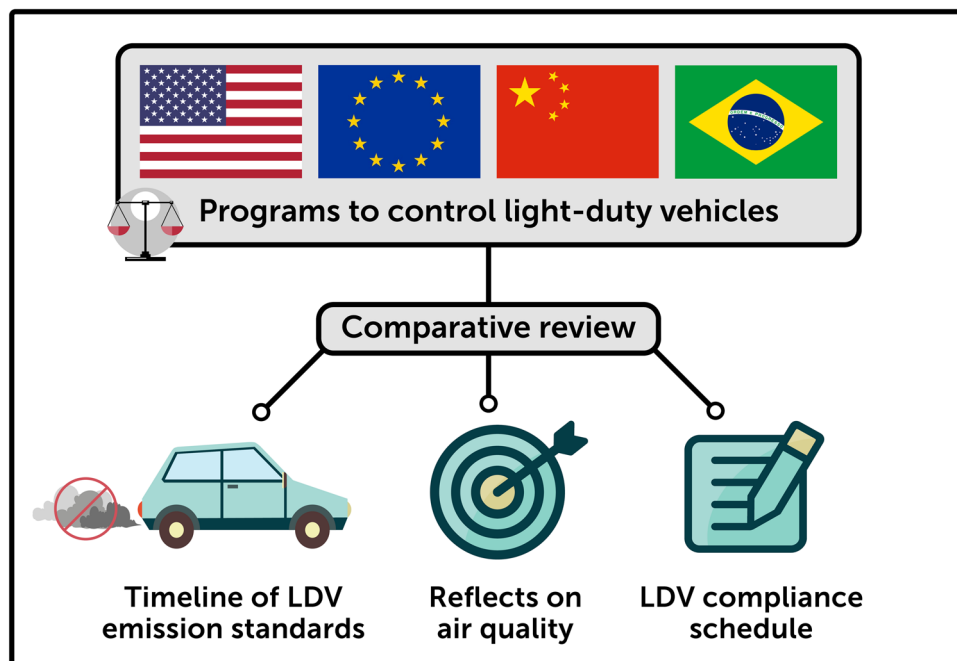 Programs to control light-duty vehicles
Comparative review
Timeline of LDV
emission standards
Reflects on
air quality
LDV compliance
schedule